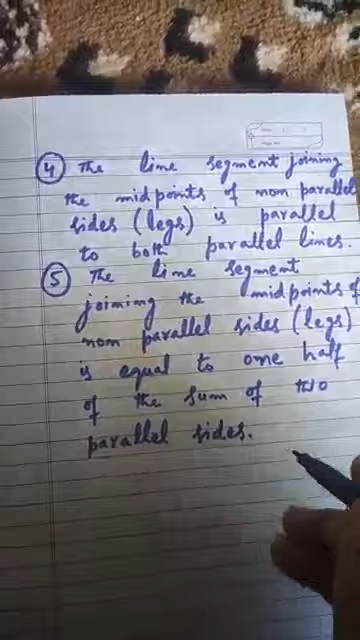 ④ The line segment joining
the midpoints of non parallel
sides (legs) is parallel
to both parallel lines.
⑤ The line segment
joining the midpoints of
non parallel sides (legs)
is equal to one half
of the sum of two
parallel sides.